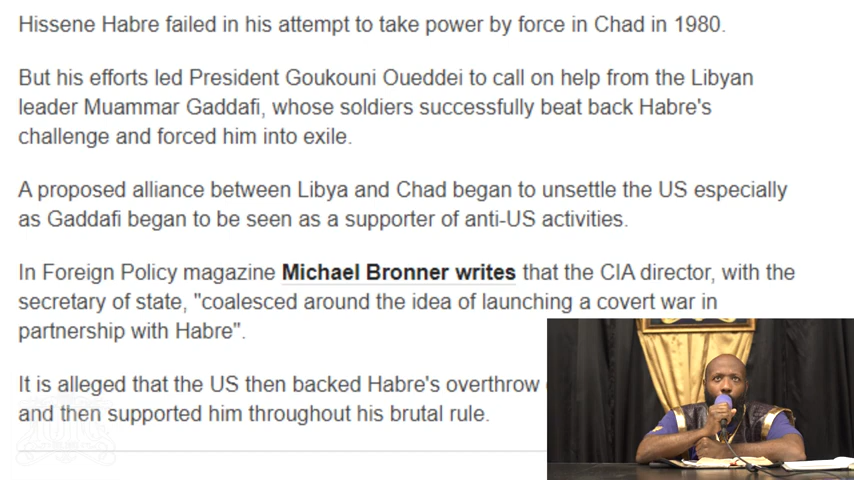 Hissene Habre failed in his attempt to take power by force in Chad in 1980.
But his efforts led President Goukouni Oueddei to call on help from the Libyan
leader Muammar Gaddafi, whose soldiers successfully beat back Habre's
challenge and forced him into exile.
A proposed alliance between Libya and Chad began to unsettle the US especially
as Gaddafi began to be seen as a supporter of anti-US activities.
In Foreign Policy magazine Michael Bronner writes that the CIA director, with the
secretary of state, "coalesced around the idea of launching a covert war in
partnership with Habre".
It is alleged that the US then backed Habre's overthrow
and then supported him throughout his brutal rule.